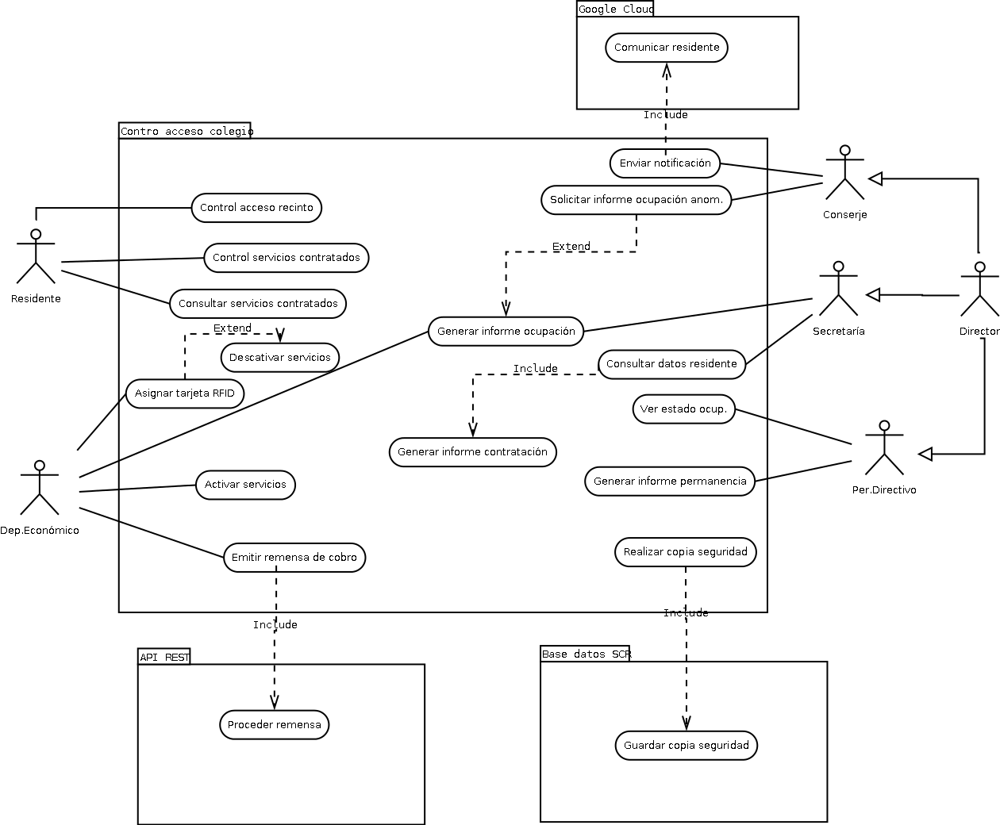 Google Cloud
Comunicar residente
Include
Contro acceso colegio
Enviar notificación
Solicitar informe ocupación anom.
Conserje
Control acceso recinto
Extend
Control servicios contratados
Residente
Consultar servicios contratados
Extend
Generar informe ocupación
Secretaría
Director
Descativar servicios
Consultar datos residente
Include
Asignar tarjeta RFID
Ver estado ocup.
Generar informe contratación
Activar servicios
Generar informe permanencia
Per.Directivo
Dep.Económico
Emitir remensa de cobro
Realizar copia seguridad
Include
Include
API REST
Base datos SCR
Proceder remensa
Guardar copia seguridad